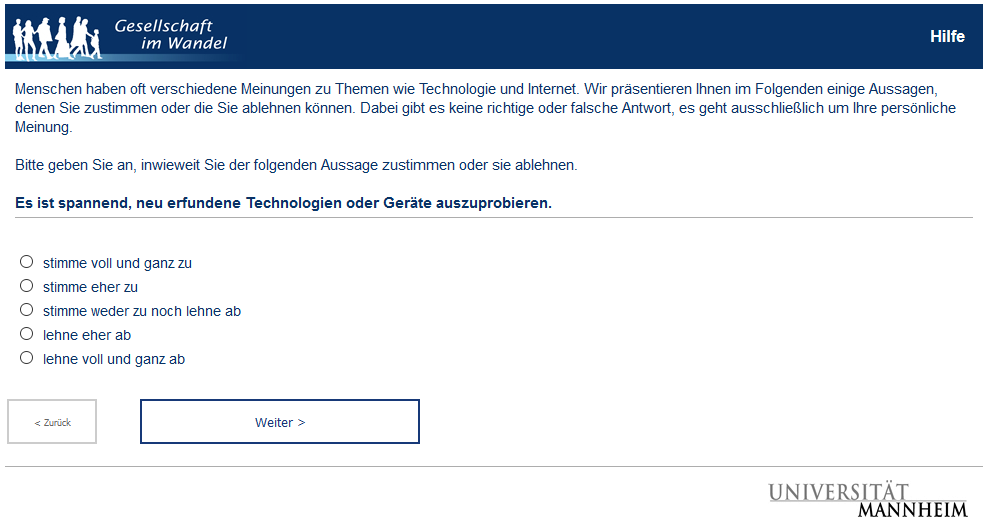 Gesellschaft
im Wandel
Hilfe
Menschen haben oft verschiedene Meinungen zu Themen wie Technologie und Internet. Wir präsentieren Ihnen im Folgenden einige Aussagen,
denen Sie zustimmen oder die Sie ablehnen können. Dabei gibt es keine richtige oder falsche Antwort, es geht ausschließlich um Ihre persönliche
Meinung.
Bitte geben Sie an, inwieweit Sie der folgenden Aussage zustimmen oder sie ablehnen.
Es ist spannend, neu erfundene Technologien oder Geräte auszuprobieren.
stimme voll und ganz zu
stimme eher zu
stimme weder zu noch lehne ab
lehne eher ab
lehne voll und ganz ab
< Zurück
Weiter >
UNIVERSITÄT
MANNHEIM